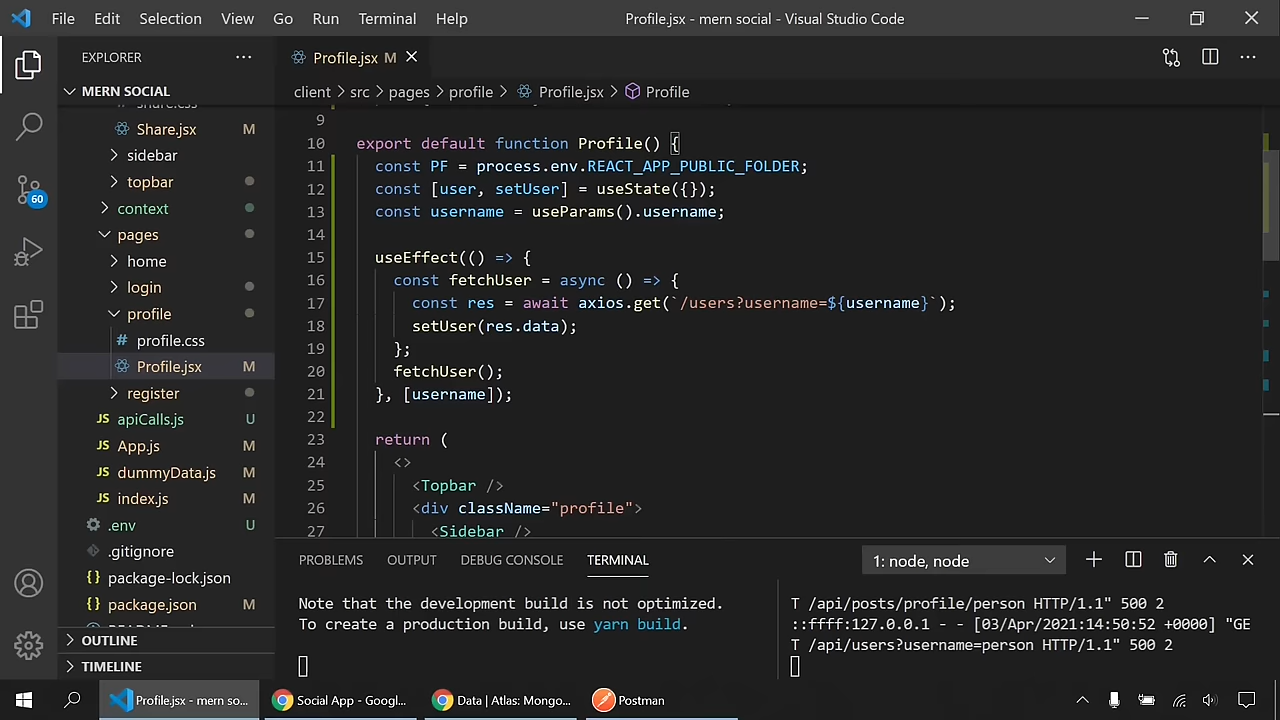 File Edit Selection View Go Run Terminal Help
Profile.jsx - mern social - Visual Studio Code
EXPLORER
Profile.jsx M
MERN SOCIAL
client > src > pages > profile > Profile.jsx > Profile
share.css
Share.jsx M
sidebar
topbar
context
pages
home
login
profile
profile.css
Profile.jsx M
register
apiCalls.js U
App.js M
dummyData.js M
index.js M
.env U
.gitignore
package-lock.json
package.json M
OUTLINE
TIMELINE
60
9
10 export default function Profile() {
11 const PF = process.env.REACT_APP_PUBLIC_FOLDER;
12 const [user, setUser] = useState({});
13 const username = useParams().username;
14
15 useEffect(() => {
16 const fetchUser = async () => {
17 const res = await axios.get(`/users?username=${username}`);
18 setUser(res.data);
19 };
20 fetchUser();
21 }, [username]);
22
23 return (
24 <>
25 <Topbar />
26 <div className="profile">
27 <Sidebar />
PROBLEMS OUTPUT DEBUG CONSOLE TERMINAL
1: node, node
Note that the development build is not optimized.
To create a production build, use yarn build.
T /api/posts/profile/person HTTP/1.1" 500 2
::ffff:127.0.0.1 - - [03/Apr/2021:14:50:52 +0000] "GE
T /api/users?username=person HTTP/1.1" 500 2
Profile.jsx - mern so...
Social App - Googl...
Data | Atlas: Mongo...
Postman